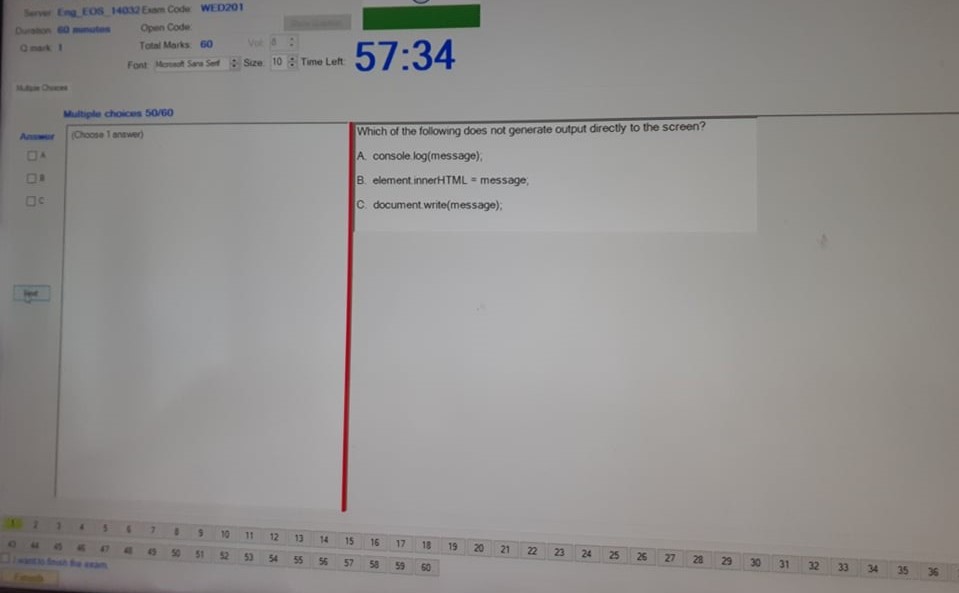 Server: Eng_EOS_14032 Exam Code: WED201
Duration: 60 minutes Open Code:
Q mark 1 Total Marks: 60 Vol: 8
Font: Microsoft Sans Serif Size: 10 Time Left: 57:34
Multiple Choices
Multiple choices 50/60
Answer
(Choose 1 answer)
A
B
C
Next
Which of the following does not generate output directly to the screen?
A. console.log(message);
B. element.innerHTML = message;
C. document.write(message);
1 2 3 4 5 6 7 8 9 10 11 12 13 14 15 16 17 18 19 20 21 22 23 24 25 26 27 28 29 30 31 32 33 34 35 36
43 44 45 46 47 48 49 50 51 52 53 54 55 56 57 58 59 60
I want to finish the exam.